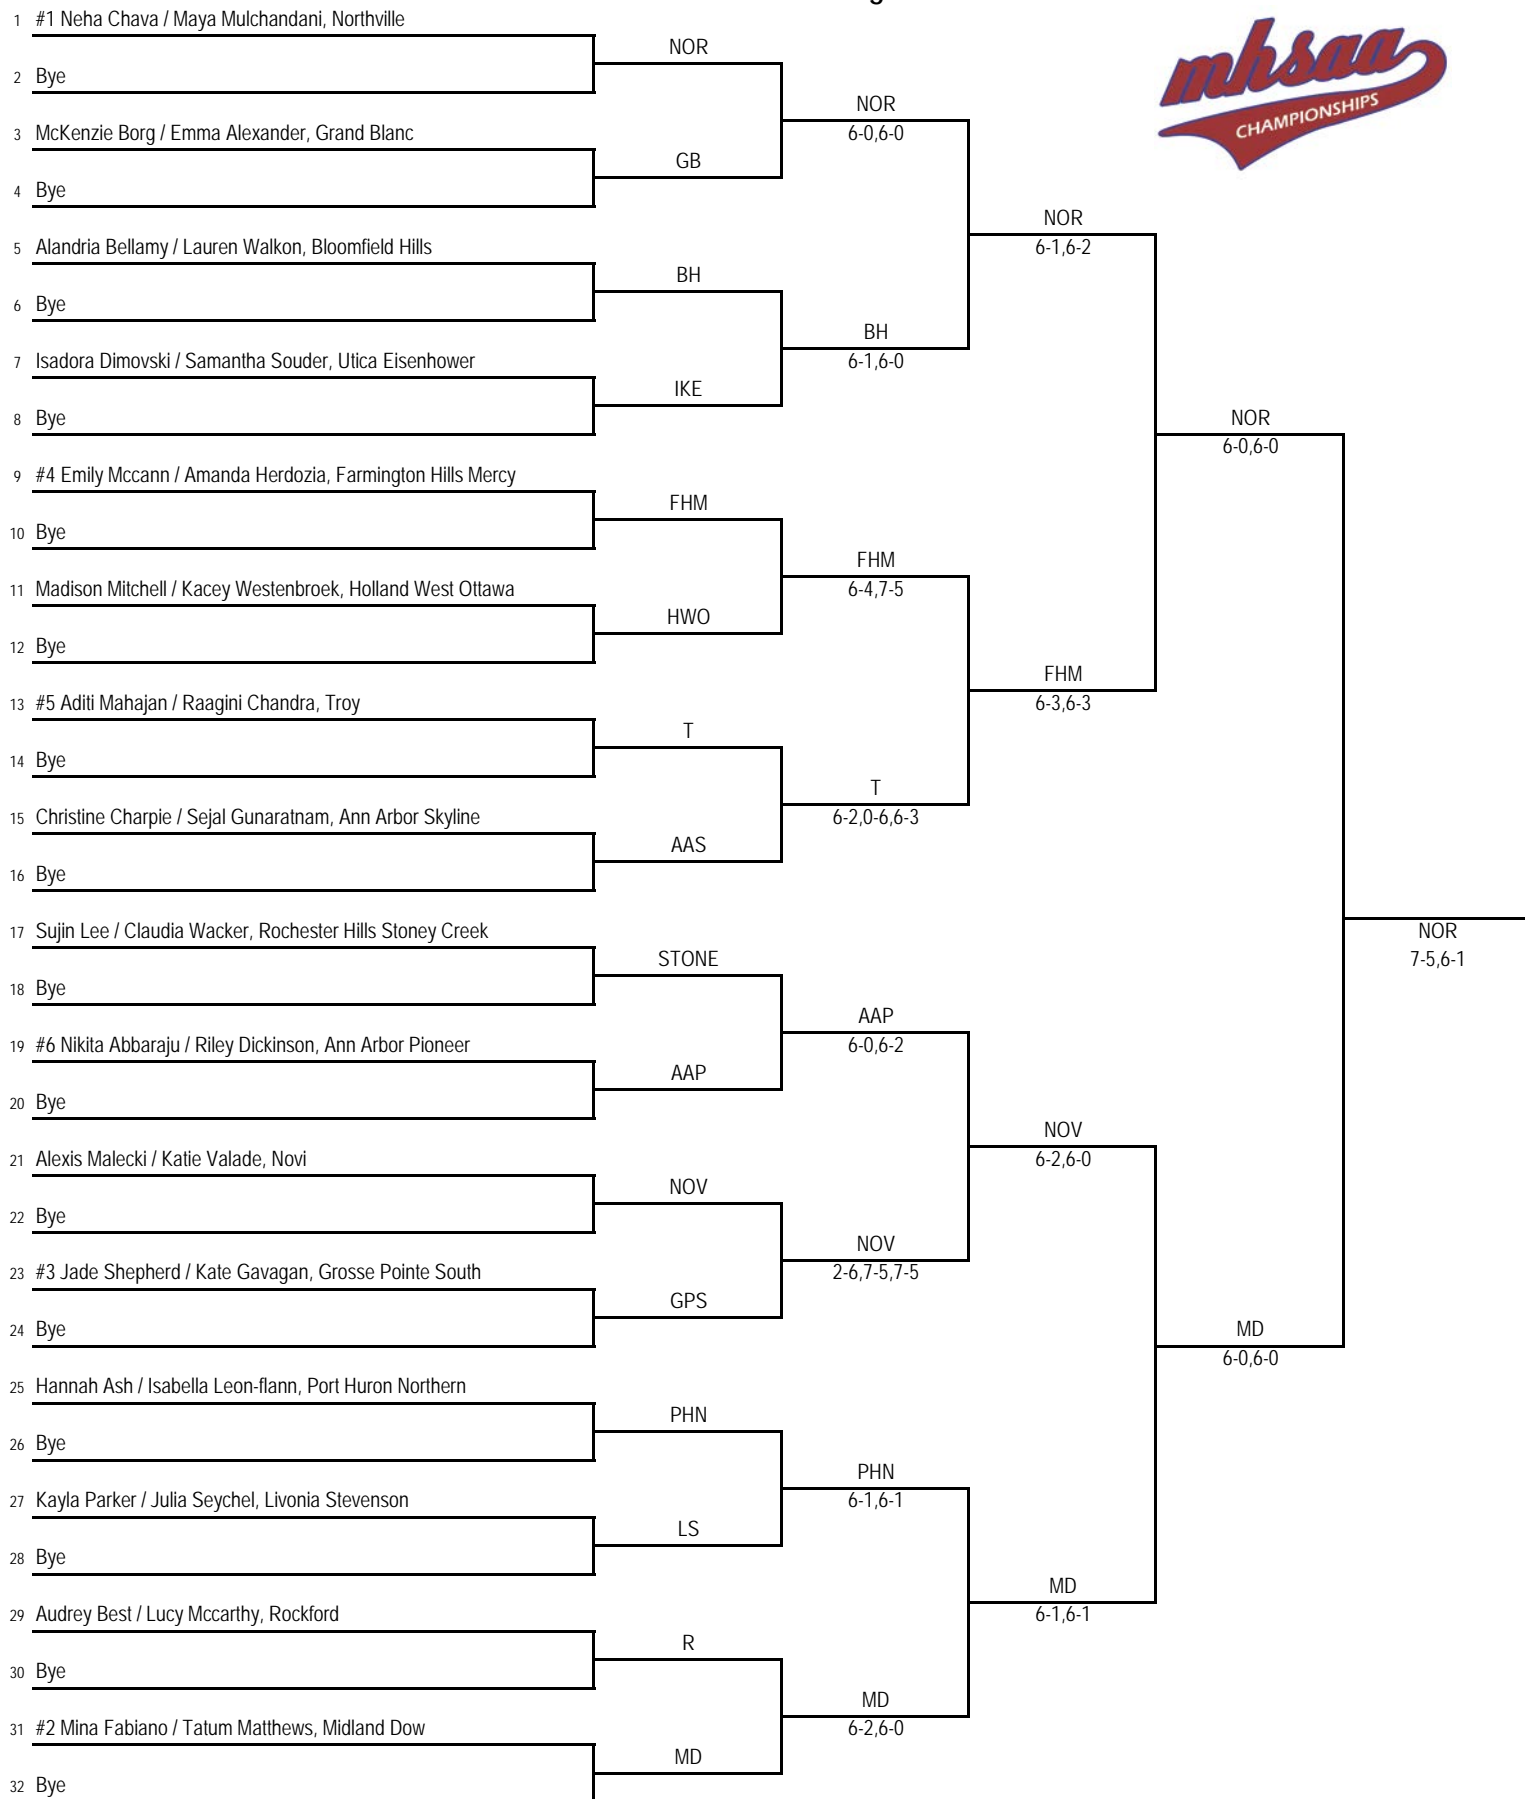 1 #1 Neha Chava / Maya Mulchandani, Northville
NOR
2 Bye
NOR
6-0,6-0
3 McKenzie Borg / Emma Alexander, Grand Blanc
GB
4 Bye
NOR
6-1,6-2
5 Alandria Bellamy / Lauren Walkon, Bloomfield Hills
BH
6 Bye
BH
6-1,6-0
7 Isadora Dimovski / Samantha Souder, Utica Eisenhower
IKE
8 Bye
NOR
6-0,6-0
9 #4 Emily Mccann / Amanda Herdozia, Farmington Hills Mercy
FHM
10 Bye
FHM
6-4,7-5
11 Madison Mitchell / Kacey Westenbroek, Holland West Ottawa
HWO
12 Bye
FHM
6-3,6-3
13 #5 Aditi Mahajan / Raagini Chandra, Troy
T
14 Bye
T
6-2,0-6,6-3
15 Christine Charpie / Sejal Gunaratnam, Ann Arbor Skyline
AAS
16 Bye
NOR
7-5,6-1
17 Sujin Lee / Claudia Wacker, Rochester Hills Stoney Creek
STONE
18 Bye
AAP
6-0,6-2
19 #6 Nikita Abbaraju / Riley Dickinson, Ann Arbor Pioneer
AAP
20 Bye
NOV
6-2,6-0
21 Alexis Malecki / Katie Valade, Novi
NOV
22 Bye
NOV
2-6,7-5,7-5
23 #3 Jade Shepherd / Kate Gavagan, Grosse Pointe South
GPS
24 Bye
MD
6-0,6-0
25 Hannah Ash / Isabella Leon-flann, Port Huron Northern
PHN
26 Bye
PHN
6-1,6-1
27 Kayla Parker / Julia Seychel, Livonia Stevenson
LS
28 Bye
MD
6-1,6-1
29 Audrey Best / Lucy Mccarthy, Rockford
R
30 Bye
MD
6-2,6-0
31 #2 Mina Fabiano / Tatum Matthews, Midland Dow
MD
32 Bye
mhsaa
CHAMPIONSHIPS